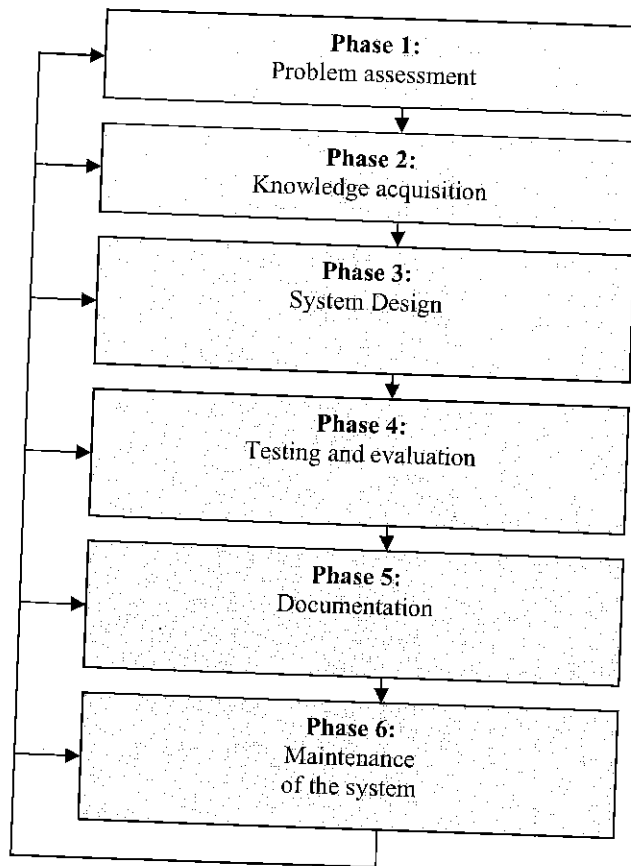 Phase 1:
Problem assessment
Phase 2:
Knowledge acquisition
Phase 3:
System Design
Phase 4:
Testing and evaluation
Phase 5:
Documentation
Phase 6:
Maintenance
of the system